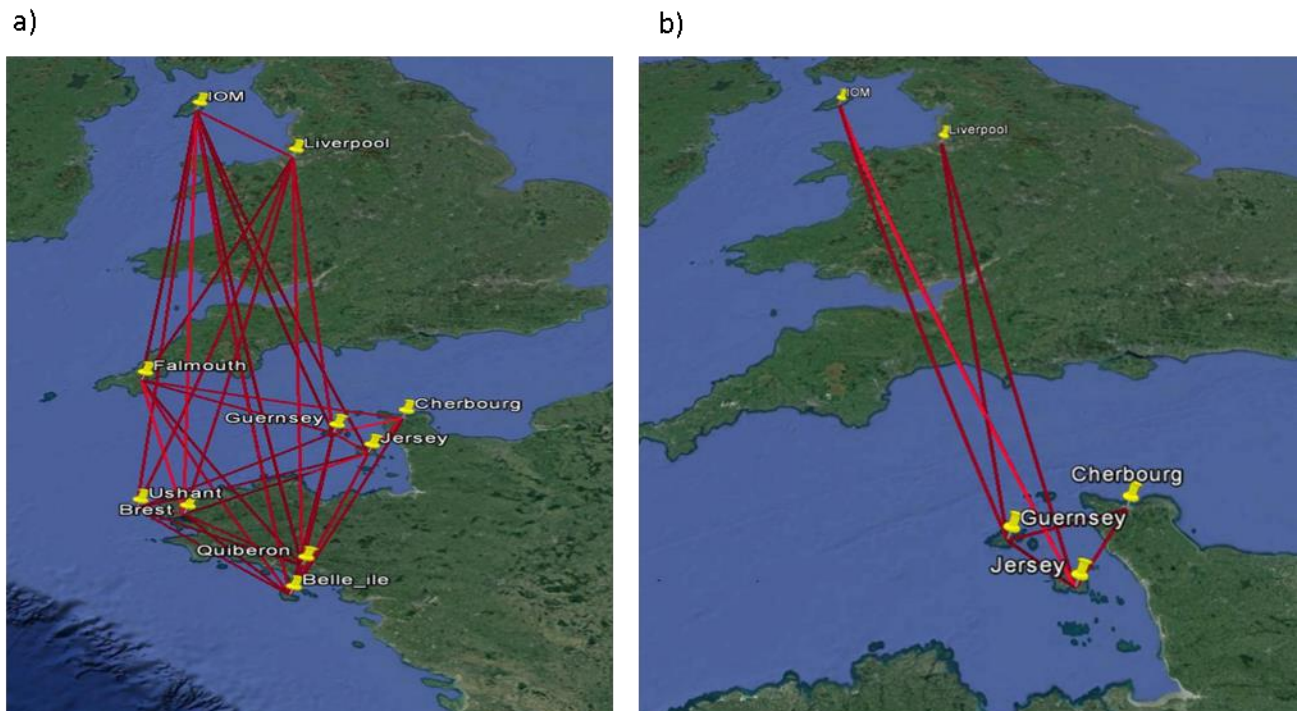 a)
IOM
Liverpool
Falmouth
Guernsey
Cherbourg
Jersey
Ushant
Brest
Quiberon
Belle_ile
b)
IOM
Liverpool
Cherbourg
Guernsey
Jersey